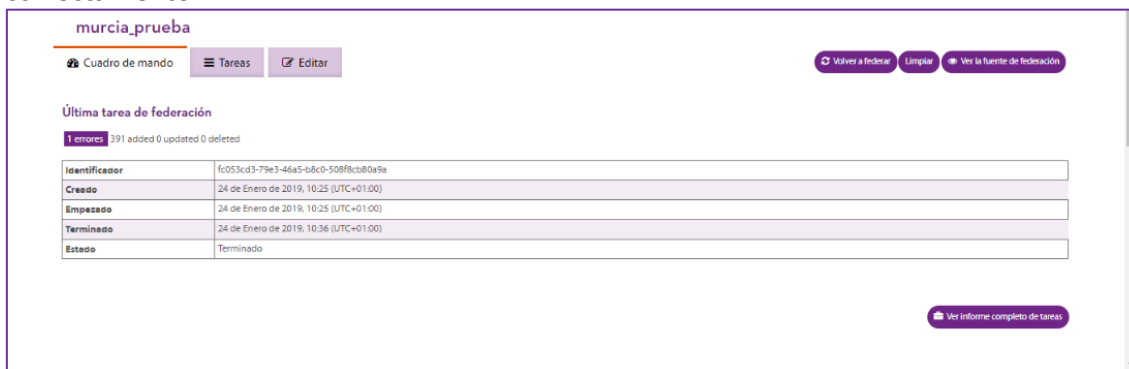 murcia_prueba
Cuadro de mando Tareas Editar
Volver a federar Limpiar Ver la fuente de federación
Última tarea de federación
1 errores 391 added 0 updated 0 deleted
Identificador fc053cd3-79e3-46a5-b8c0-508f8cb80a9a
Creado 24 de Enero de 2019, 10:25 (UTC+01:00)
Empezado 24 de Enero de 2019, 10:25 (UTC+01:00)
Terminado 24 de Enero de 2019, 10:36 (UTC+01:00)
Estado Terminado
Ver informe completo de tareas